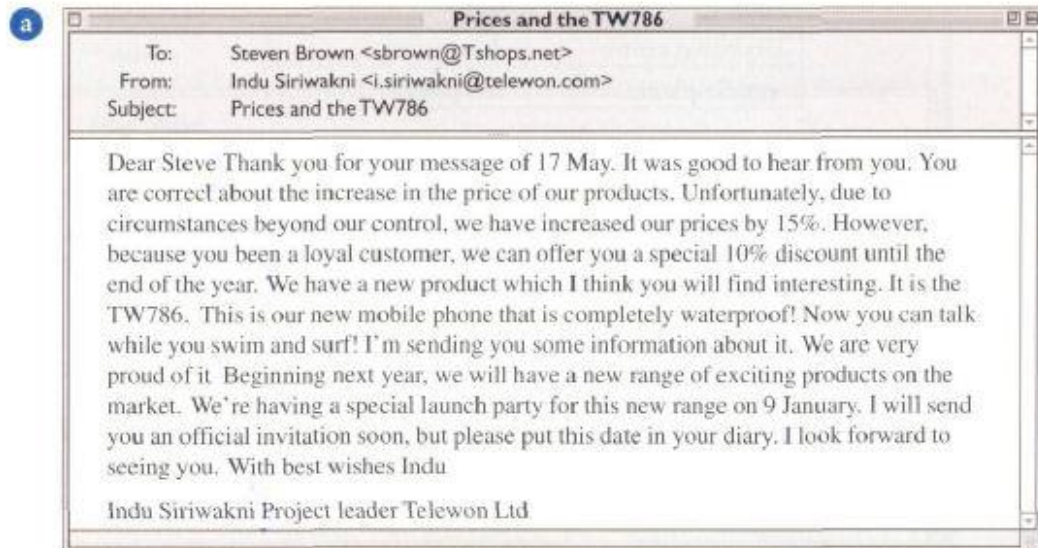 a
Prices and the TW786
To: Steven Brown <sbrown@Tshops.net>
From: Indu Siriwakni <i.siriwakni@telewon.com>
Subject: Prices and the TW786
Dear Steve Thank you for your message of 17 May. It was good to hear from you. You
are correct about the increase in the price of our products. Unfortunately, due to
circumstances beyond our control, we have increased our prices by 15%. However,
because you been a loyal customer, we can offer you a special 10% discount until the
end of the year. We have a new product which I think you will find interesting. It is the
TW786. This is our new mobile phone that is completely waterproof! Now you can talk
while you swim and surf! I'm sending you some information about it. We are very
proud of it Beginning next year, we will have a new range of exciting products on the
market. We're having a special launch party for this new range on 9 January. I will send
you an official invitation soon, but please put this date in your diary. I look forward to
seeing you. With best wishes Indu
Indu Siriwakni Project leader Telewon Ltd